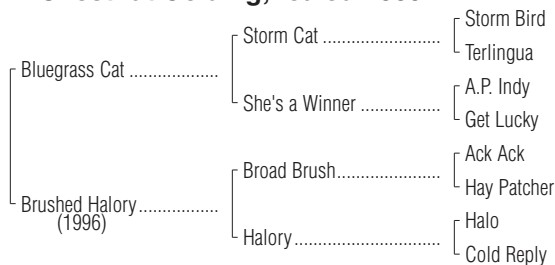 Storm Bird
Storm Cat ........................
Terlingua
Bluegrass Cat ........................
A.P. Indy
She's a Winner ........................
Get Lucky
Ack Ack
Broad Brush........................
Hay Patcher
Brushed Halory........................
(1996)
Halo
Halory........................
Cold Reply